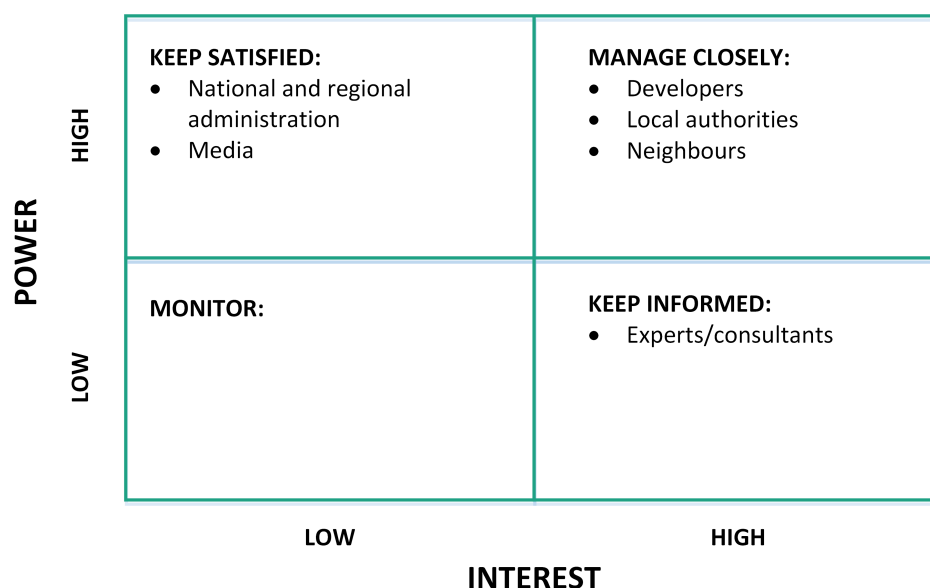 KEEP SATISFIED:
• National and regional
administration
• Media
MANAGE CLOSELY:
• Developers
• Local authorities
• Neighbours
HIGH
POWER
MONITOR:
KEEP INFORMED:
• Experts/consultants
LOW
LOW
HIGH
INTEREST